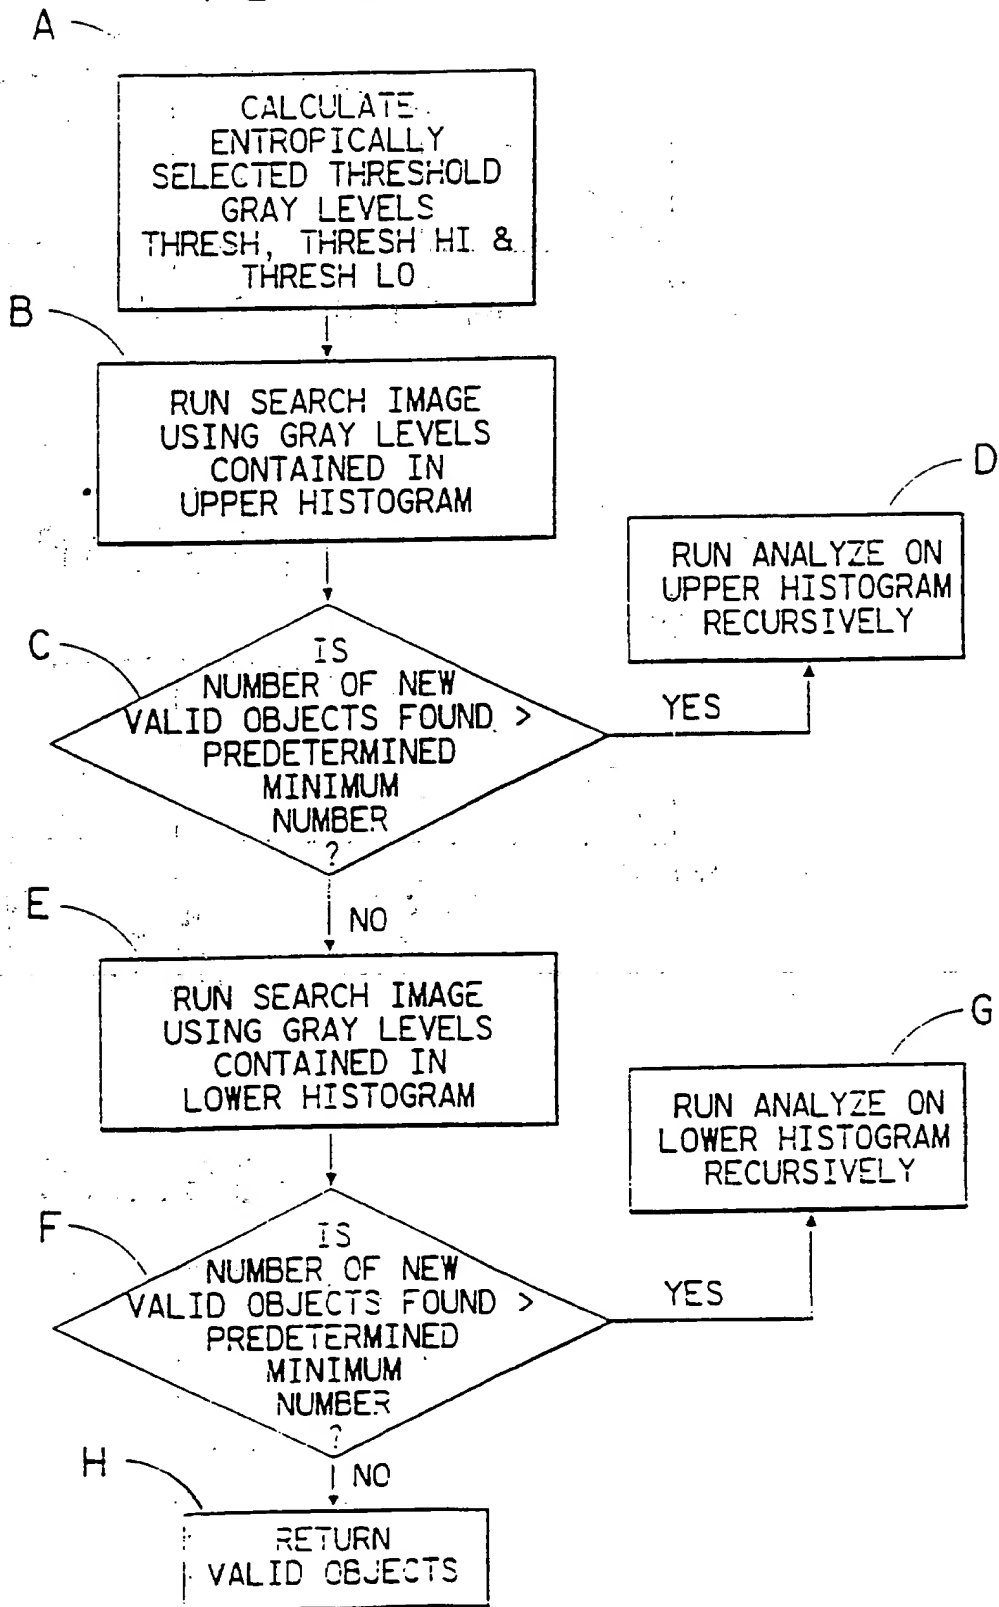 A
CALCULATE
ENTROPICALLY
SELECTED THRESHOLD
GRAY LEVELS
THRESH, THRESH HI &
THRESH LO
B
RUN SEARCH IMAGE
USING GRAY LEVELS
CONTAINED IN
UPPER HISTOGRAM
D
RUN ANALYZE ON
UPPER HISTOGRAM
RECURSIVELY
C
IS
NUMBER OF NEW
VALID OBJECTS FOUND >
PREDETERMINED
MINIMUM
NUMBER
?
YES
NO
E
RUN SEARCH IMAGE
USING GRAY LEVELS
CONTAINED IN
LOWER HISTOGRAM
G
RUN ANALYZE ON
LOWER HISTOGRAM
RECURSIVELY
F
IS
NUMBER OF NEW
VALID OBJECTS FOUND >
PREDETERMINED
MINIMUM
NUMBER
?
YES
NO
H
RETURN
VALID OBJECTS